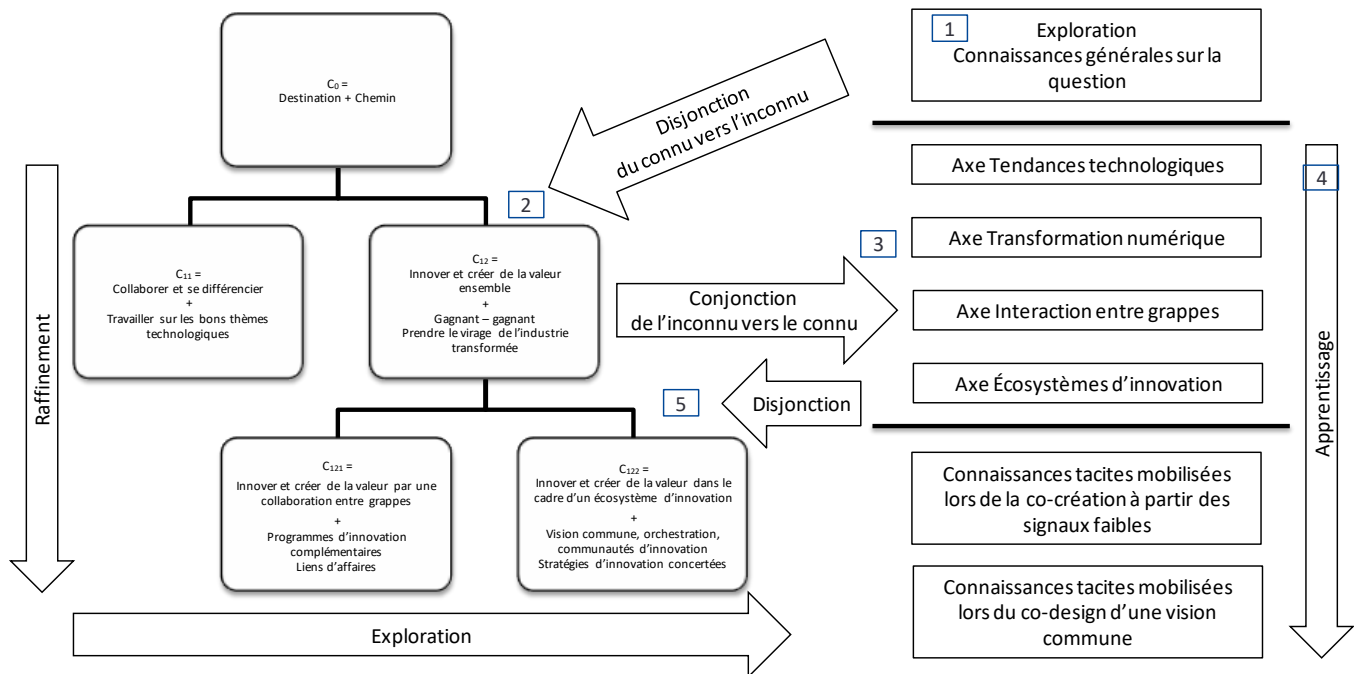 C₀ =
Destination + Chemin
1
Exploration
Connaissances générales sur la
question
Disjonction
du connu vers l'inconnu
2
C₁₁ =
Collaborer et se différencier
+
Travailler sur les bons thèmes
technologiques
C₁₂ =
Innover et créer de la valeur
ensemble
+
Gagnant – gagnant
Prendre le virage de l'industrie
transformée
3
Conjonction
de l'inconnu vers le connu
Axe Tendances technologiques
Axe Transformation numérique
Axe Interaction entre grappes
Axe Écosystèmes d'innovation
4
Apprentissage
Raffinement
5
Disjonction
C₁₂₁ =
Innover et créer de la valeur par une
collaboration entre grappes
+
Programmes d'innovation
complémentaires
Liens d'affaires
C₁₂₂ =
Innover et créer de la valeur dans le
cadre d'un écosystème d'innovation
+
Vision commune, orchestration,
communautés d'innovation
Stratégies d'innovation concertées
Connaissances tacites mobilisées
lors de la co-création à partir des
signaux faibles
Connaissances tacites mobilisées
lors du co-design d'une vision
commune
Exploration